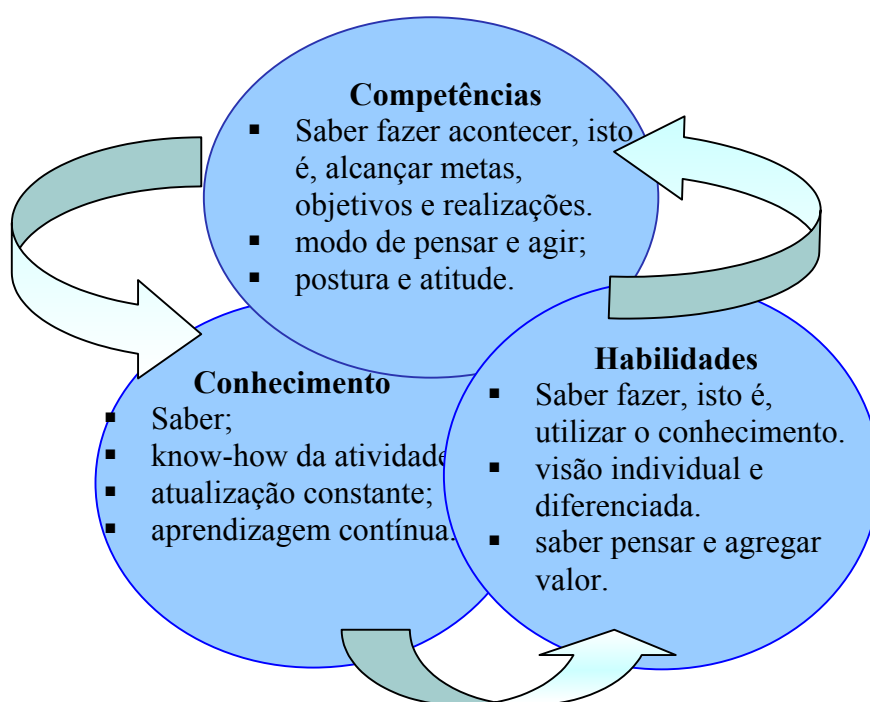 Competências
▪ Saber fazer acontecer, isto
é, alcançar metas,
objetivos e realizações.
▪ modo de pensar e agir;
▪ postura e atitude.
Conhecimento
▪ Saber;
▪ know-how da atividade
▪ atualização constante;
▪ aprendizagem contínua.
Habilidades
▪ Saber fazer, isto é,
utilizar o conhecimento.
▪ visão individual e
diferenciada.
▪ saber pensar e agregar
valor.